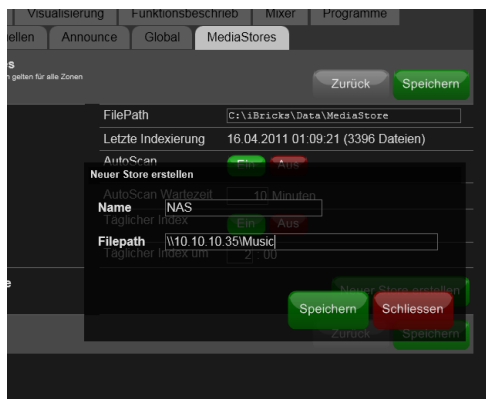 Visualisierung Funktionsbeschrieb Mixer Programme
Announce Global MediaStores
gelten für alle Zonen
Zurück Speichern
FilePath C:\iBricks\Data\MediaStore
Letzte Indexierung 16.04.2011 01:09:21 (3396 Dateien)
AutoScan Ein Aus
Neuer Store erstellen
AutoScan Wartezeit 10 Minuten
Name NAS
Täglicher Index Ein Aus
Filepath \\10.10.10.35\Music
Täglicher Index um 2 : 00
Neuer Store erstellen
Speichern Schliessen
Zurück Speichern